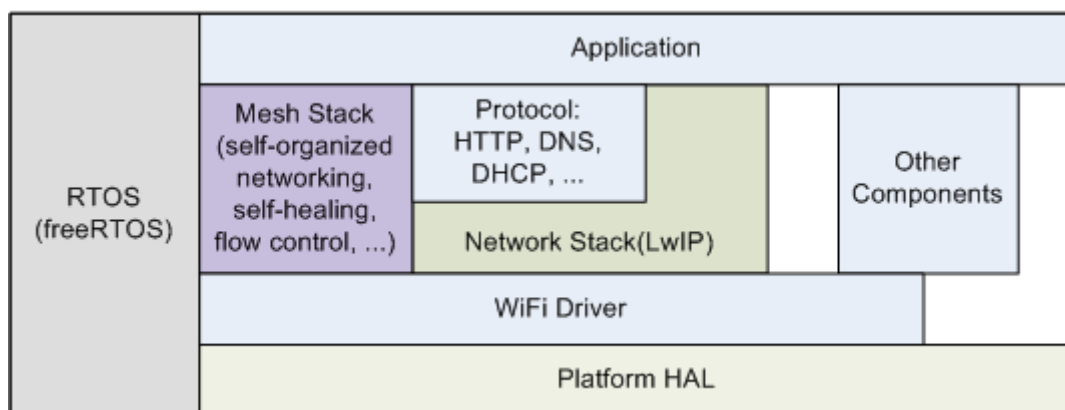 RTOS
(freeRTOS)
Application
Mesh Stack
(self-organized
networking,
self-healing,
flow control, ...)
Protocol:
HTTP, DNS,
DHCP, ...
Network Stack(LwIP)
Other
Components
WiFi Driver
Platform HAL